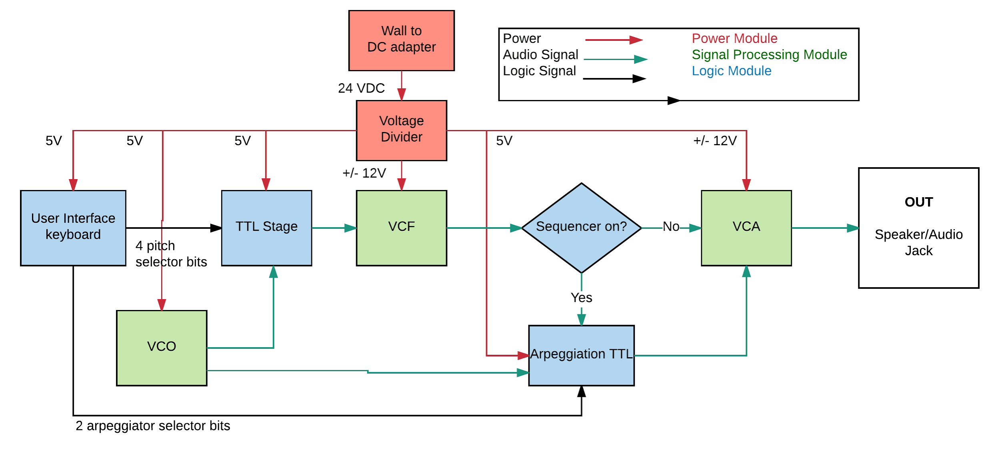 Wall to
DC adapter
Power
Audio Signal
Logic Signal
Power Module
Signal Processing Module
Logic Module
24 VDC
Voltage
Divider
5V
5V
5V
5V
+/- 12V
+/- 12V
User Interface
keyboard
TTL Stage
VCF
Sequencer on?
No
VCA
OUT
Speaker/Audio
Jack
4 pitch
selector bits
Yes
VCO
Arpeggiation TTL
2 arpeggiator selector bits